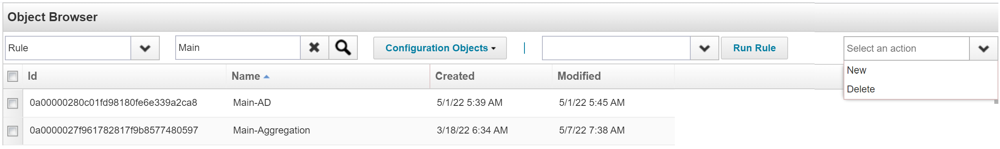 Object Browser
Rule Main Configuration Objects Run Rule Select an action
New
Delete
Id Name Created Modified
0a00000280c01fd98180fe6e339a2ca8 Main-AD 5/1/22 5:39 AM 5/1/22 5:45 AM
0a0000027f961782817f9b8577480597 Main-Aggregation 3/18/22 6:34 AM 5/7/22 7:38 AM